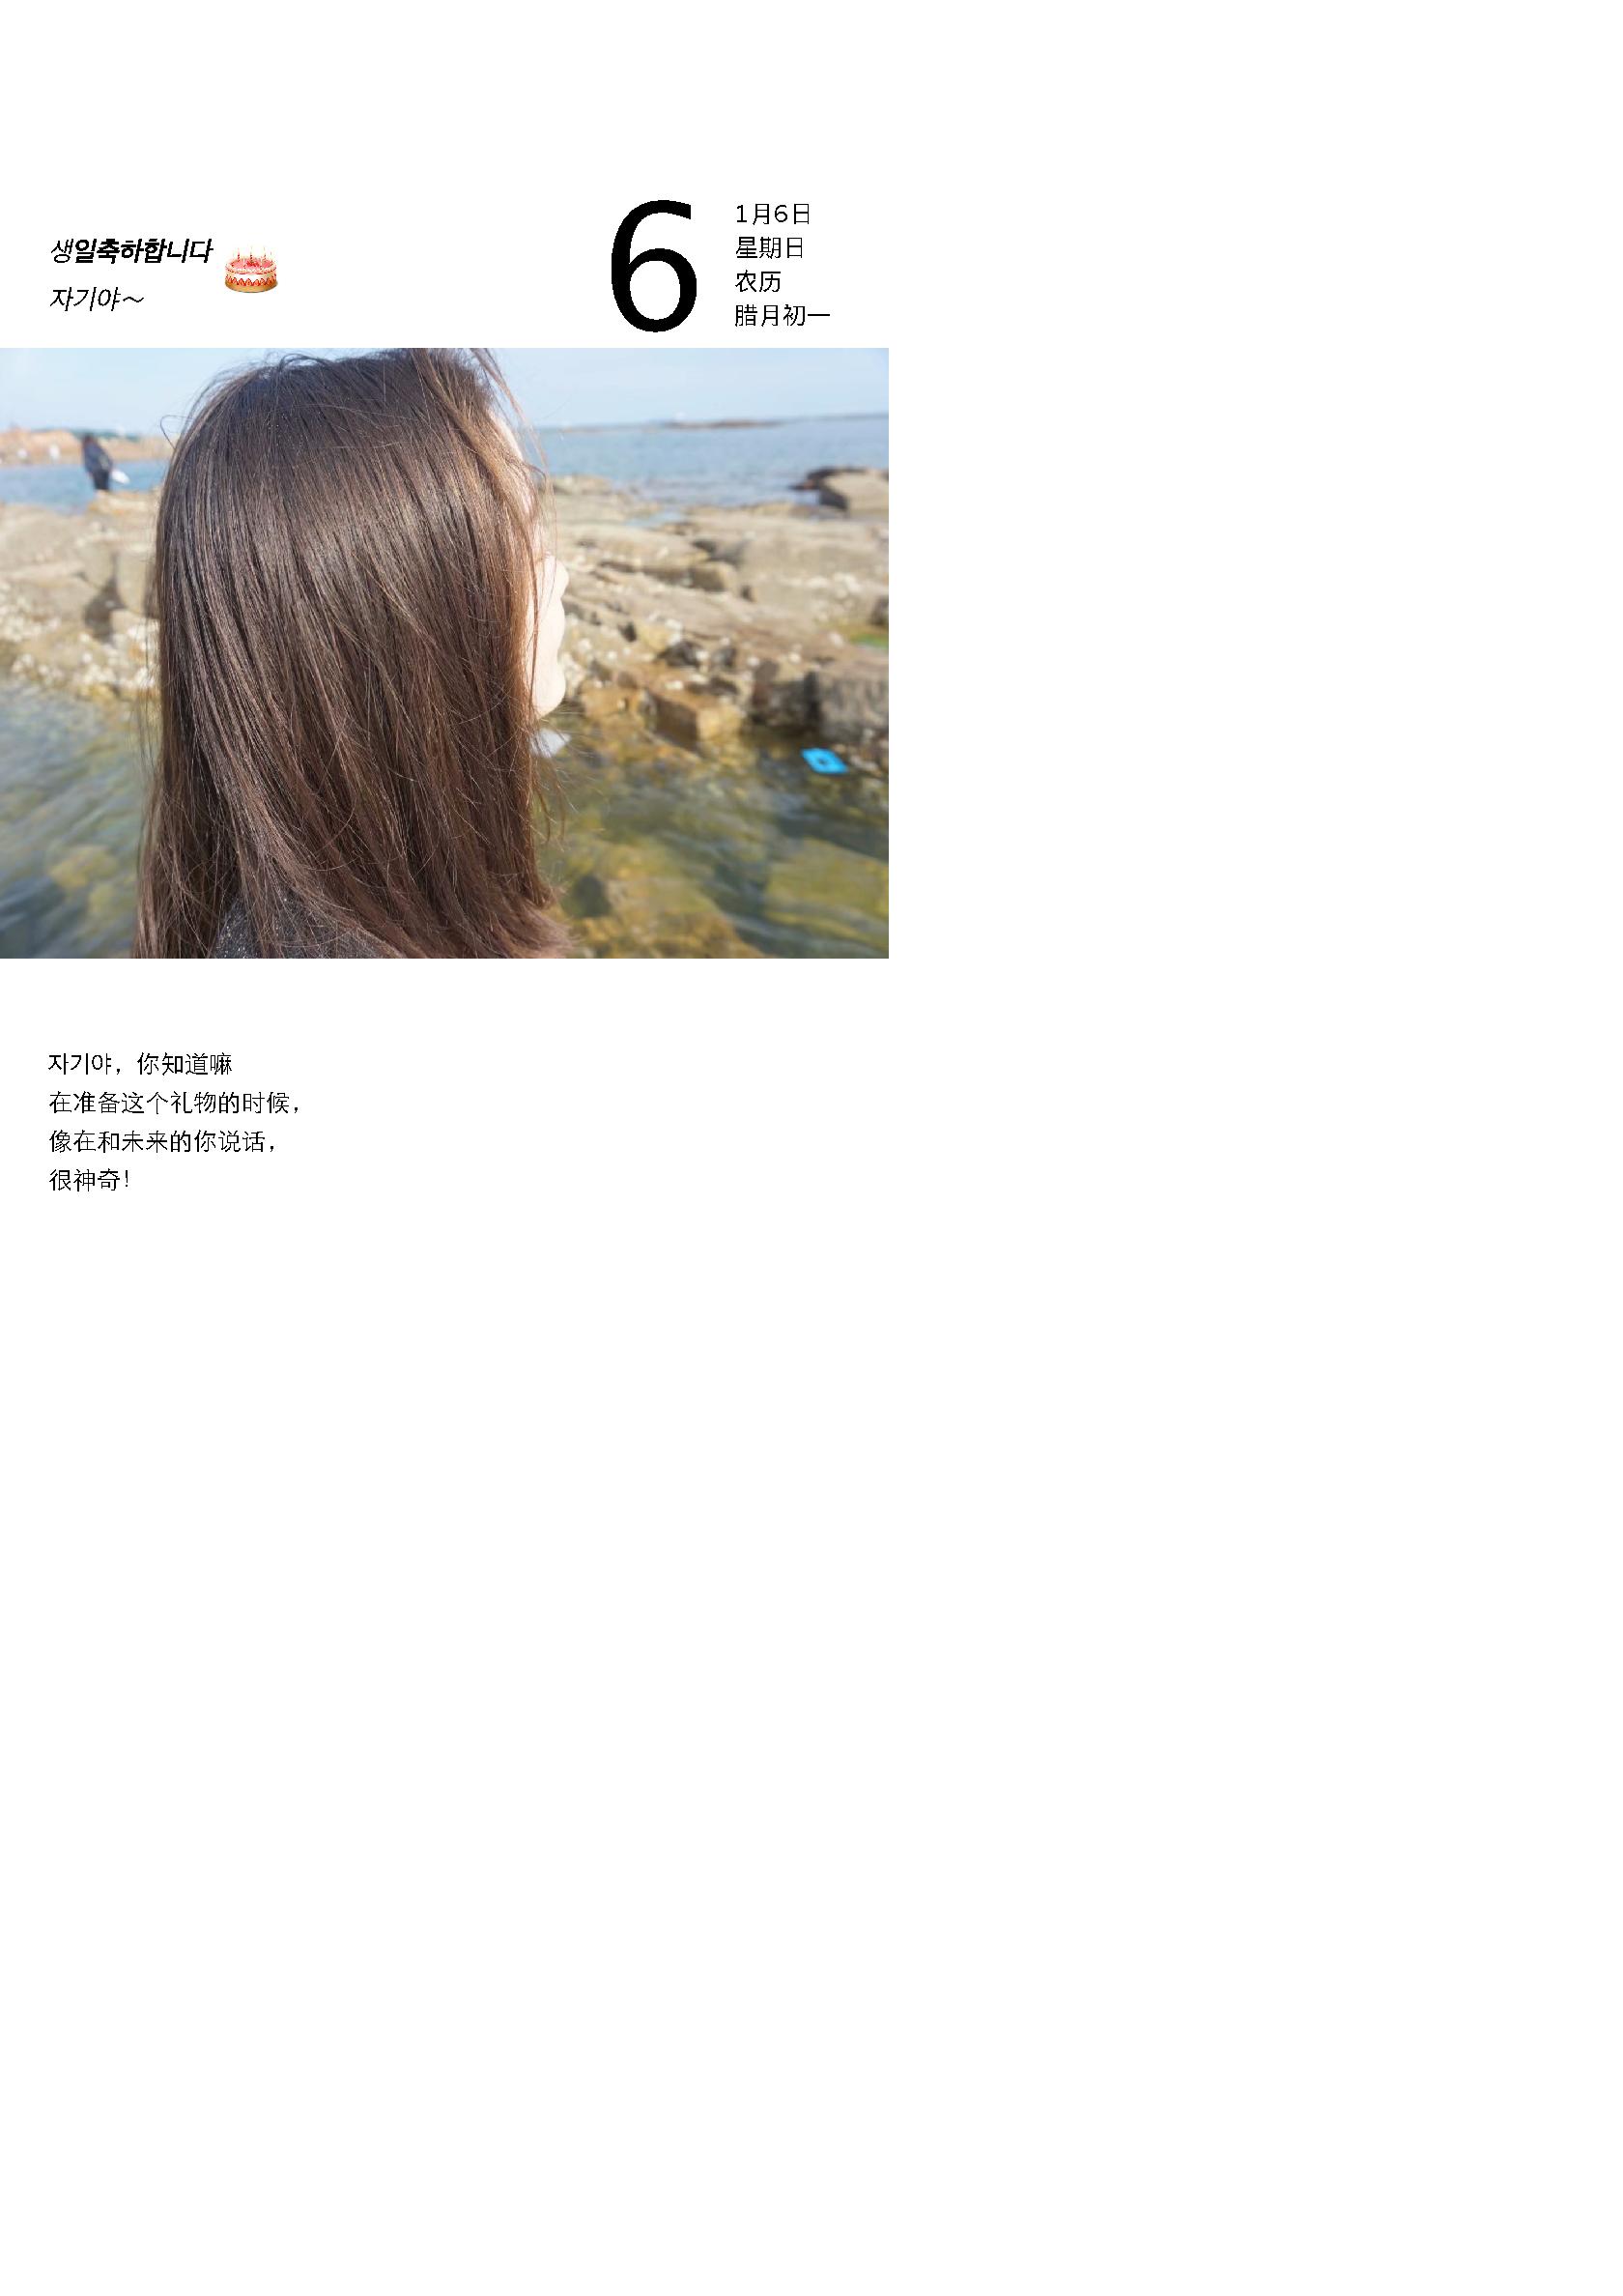 생일축하합니다 🎂
자기야~
6
1月6日
星期日
农历
腊月初一
자기야，你知道嘛
在准备这个礼物的时候，
像在和未来的你说话，
很神奇！